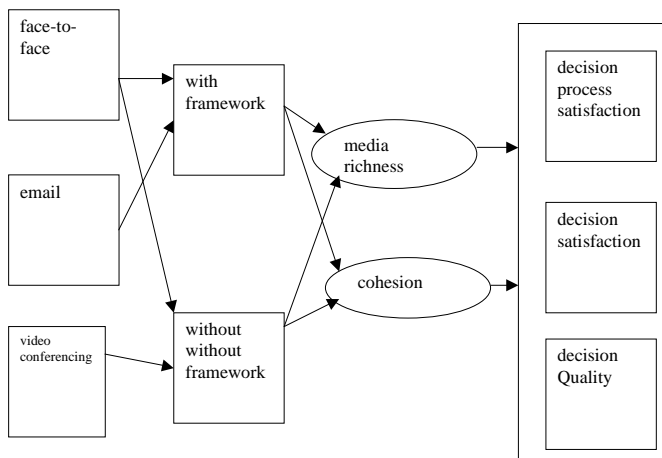 face-to-
face
email
video
conferencing
with
framework
without
without
framework
media
richness
cohesion
decision
process
satisfaction
decision
satisfaction
decision
Quality